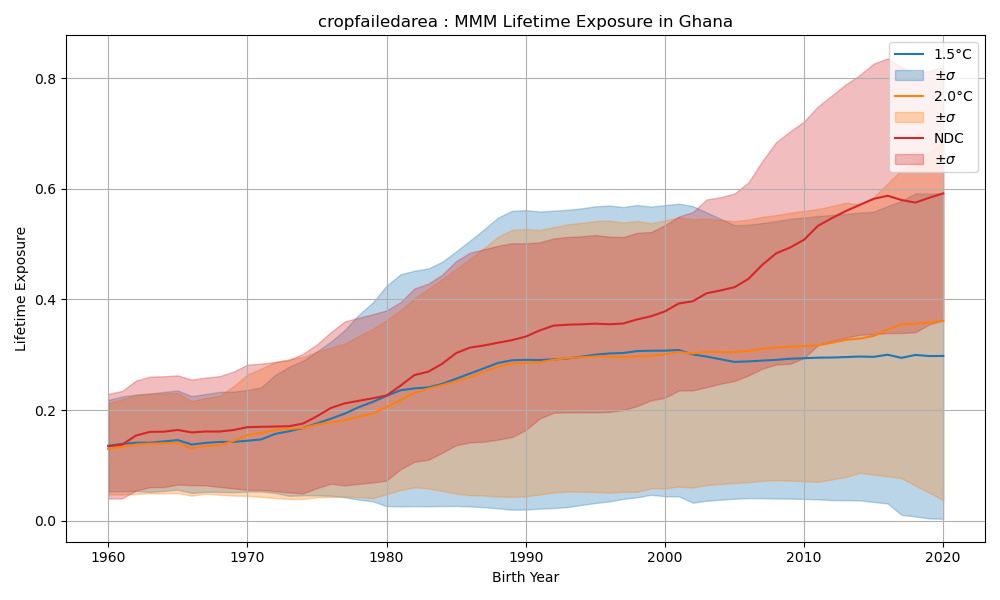 cropfailedarea : MMM Lifetime Exposure in Ghana
1.5°C
±σ
2.0°C
±σ
NDC
±σ
Lifetime Exposure
0.8
0.6
0.4
0.2
0.0
1960 1970 1980 1990 2000 2010 2020
Birth Year